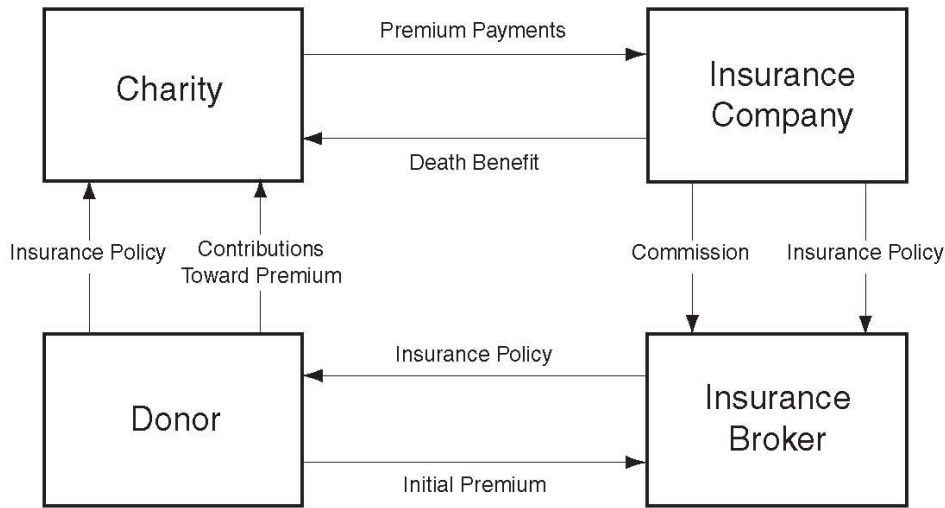 Premium Payments
Charity
Insurance
Company
Death Benefit
Insurance Policy
Contributions
Toward Premium
Commission
Insurance Policy
Insurance Policy
Donor
Insurance
Broker
Initial Premium